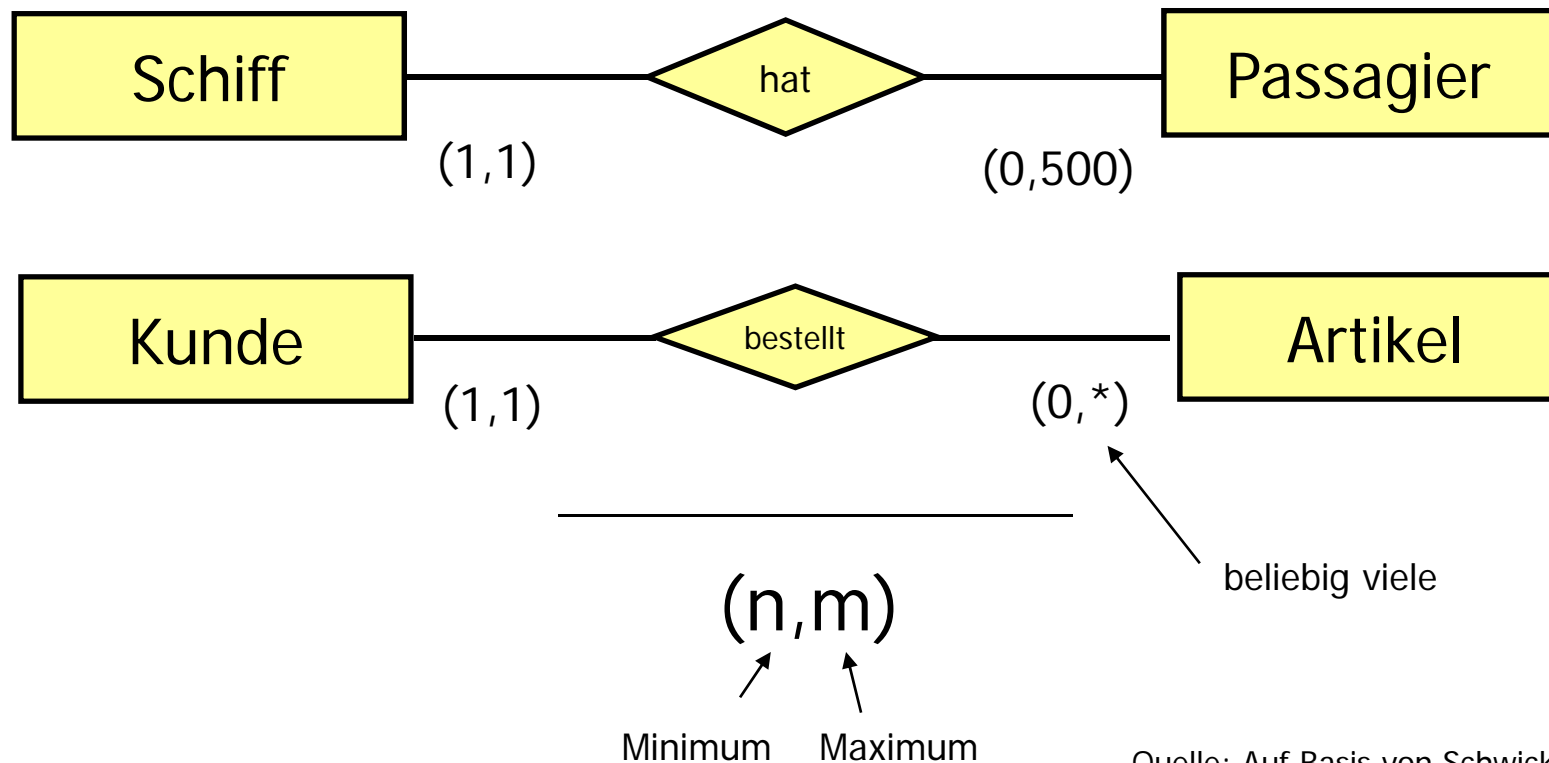 Schiff hat Passagier
(1,1) (0,500)
Kunde bestellt Artikel
(1,1) (0,*)
beliebig viele
(n,m)
Minimum Maximum
Quelle: Auf Basis von Schwick